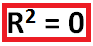 R² = 0